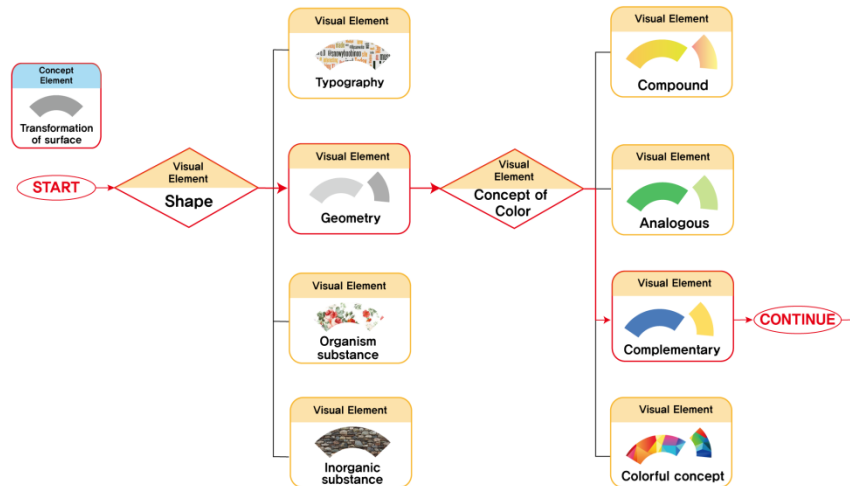 Concept
Element
Transformation
of surface
START
Visual
Element
Shape
Visual Element
Typography
Visual Element
Geometry
Visual Element
Organism
substance
Visual Element
Inorganic
substance
Visual
Element
Concept of
Color
Visual Element
Compound
Visual Element
Analogous
Visual Element
Complementary
Visual Element
Colorful concept
CONTINUE